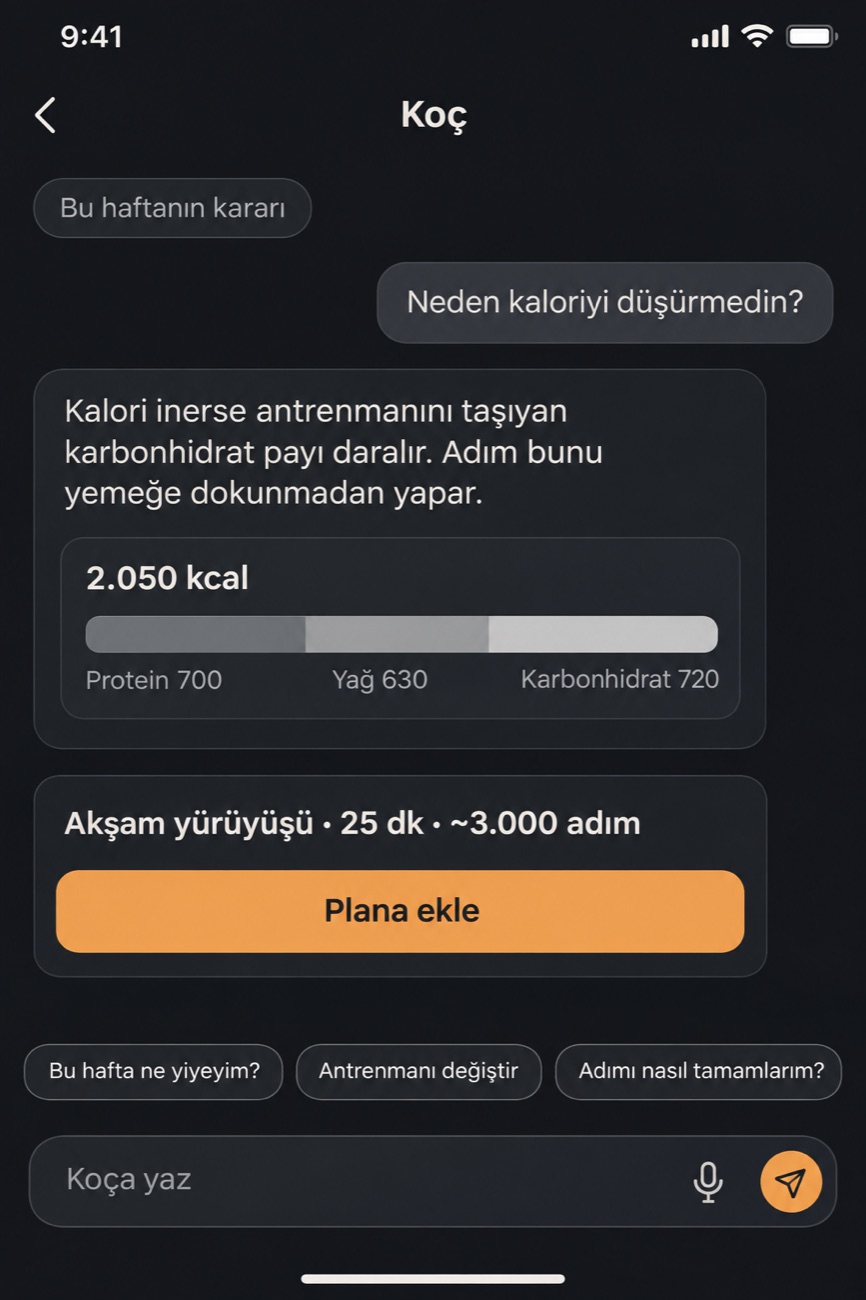 9:41
Koç
Bu haftanın kararı
Neden kaloriyi düşürmedin?
Kalori inerse antrenmanını taşıyan
karbonhidrat payı daralır. Adım bunu
yemeğe dokunmadan yapar.
2.050 kcal
Protein 700
Yağ 630
Karbonhidrat 720
Akşam yürüyüşü • 25 dk • ~3.000 adım
Plana ekle
Bu hafta ne yiyeyim?
Antrenmanı değiştir
Adımı nasıl tamamlarım?
Koça yaz